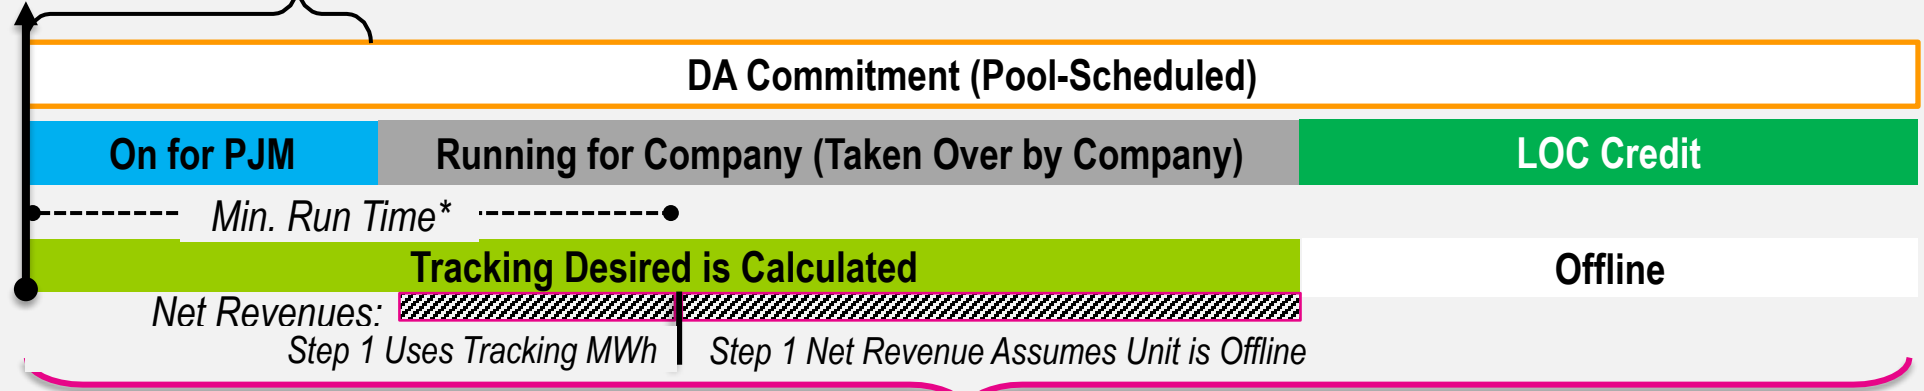 DA Commitment (Pool-Scheduled)
On for PJM
Running for Company (Taken Over by Company)
LOC Credit
Min. Run Time*
Tracking Desired is Calculated
Offline
Net Revenues:
Step 1 Uses Tracking MWh
Step 1 Net Revenue Assumes Unit is Offline